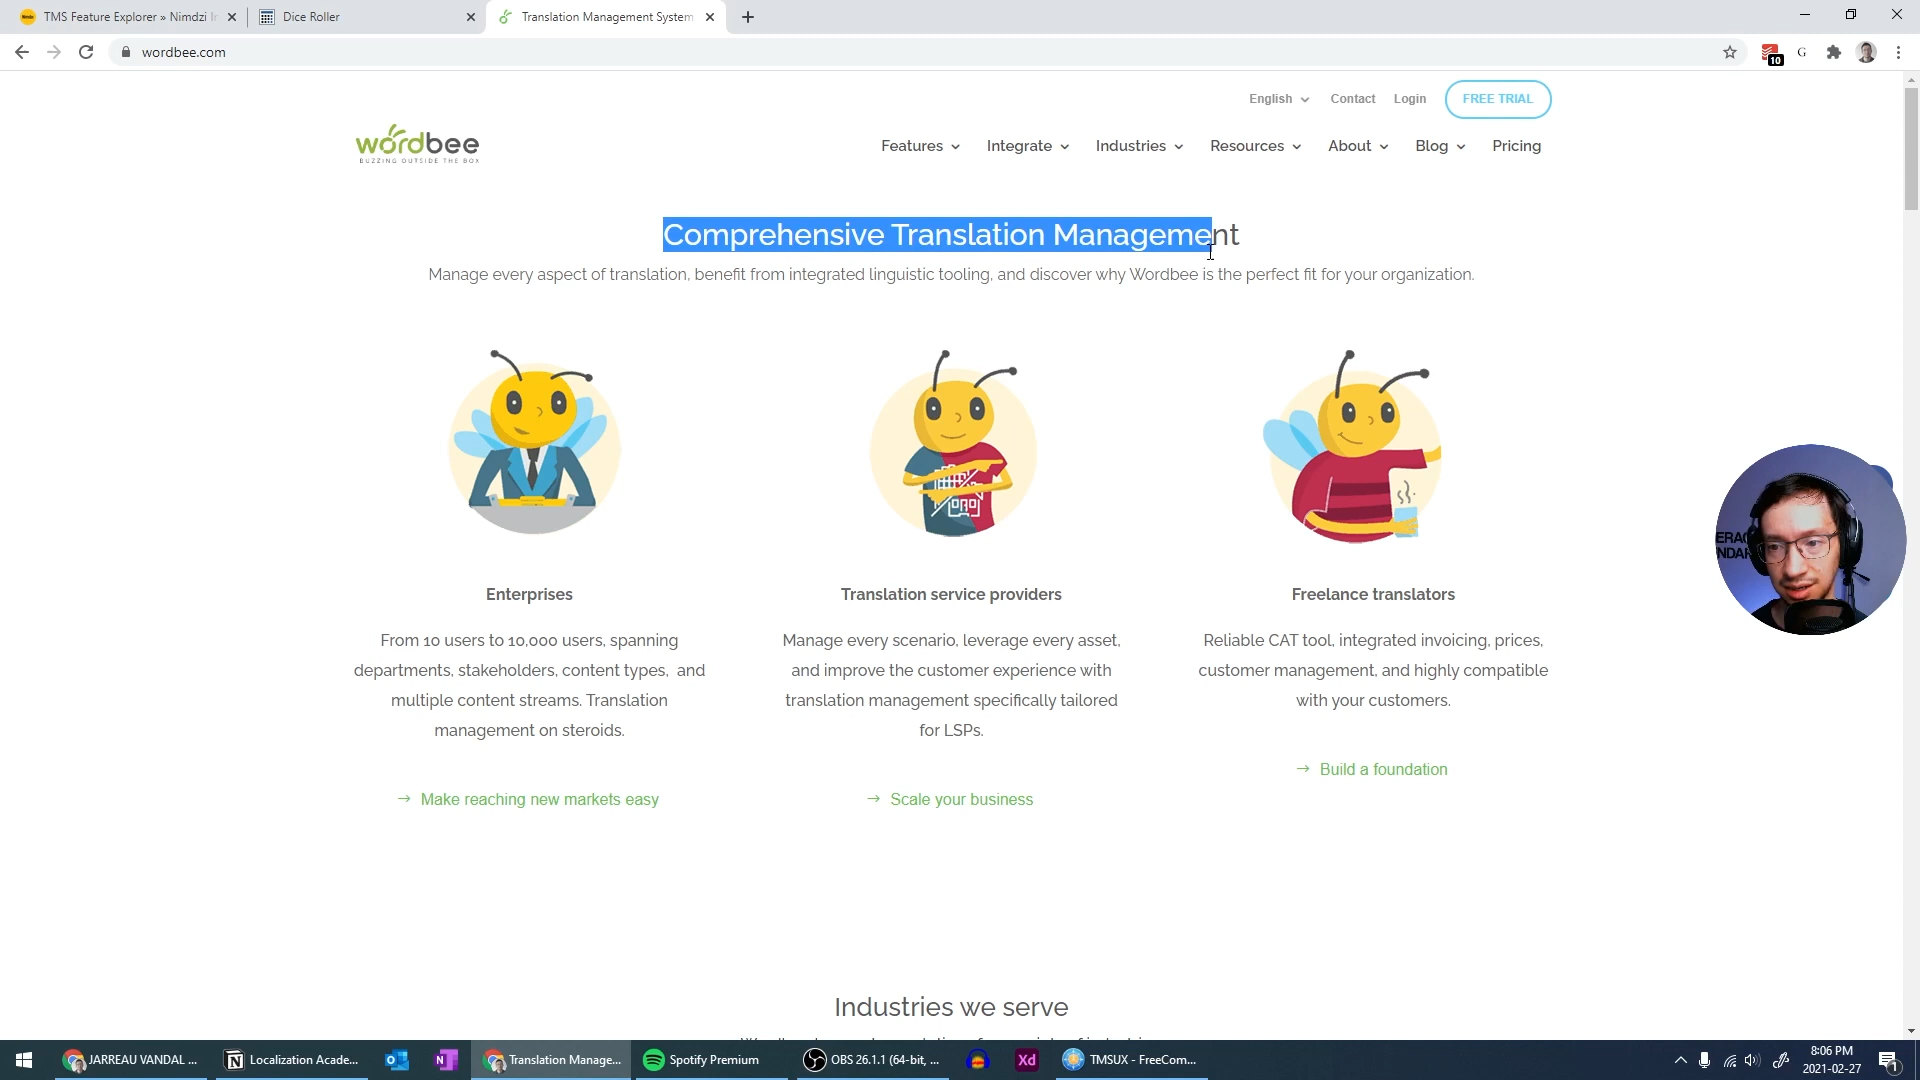 TMS Feature Explorer » Nimdzi In
Dice Roller
Translation Management System
wordbee.com
10
G
English
Contact
Login
FREE TRIAL
wordbee
BUZZING OUTSIDE THE BOX
Features
Integrate
Industries
Resources
About
Blog
Pricing
Comprehensive Translation Management
Manage every aspect of translation, benefit from integrated linguistic tooling, and discover why Wordbee is the perfect fit for your organization.
Enterprises
From 10 users to 10,000 users, spanning
departments, stakeholders, content types, and
multiple content streams. Translation
management on steroids.
→ Make reaching new markets easy
Translation service providers
Manage every scenario, leverage every asset,
and improve the customer experience with
translation management specifically tailored
for LSPs.
→ Scale your business
Freelance translators
Reliable CAT tool, integrated invoicing, prices,
customer management, and highly compatible
with your customers.
→ Build a foundation
Industries we serve
JARREAU VANDAL ...
Localization Acade...
Translation Manage...
Spotify Premium
OBS 26.1.1 (64-bit, ...
Xd
TMSUX - FreeCom...
8:06 PM
2021-02-27
1